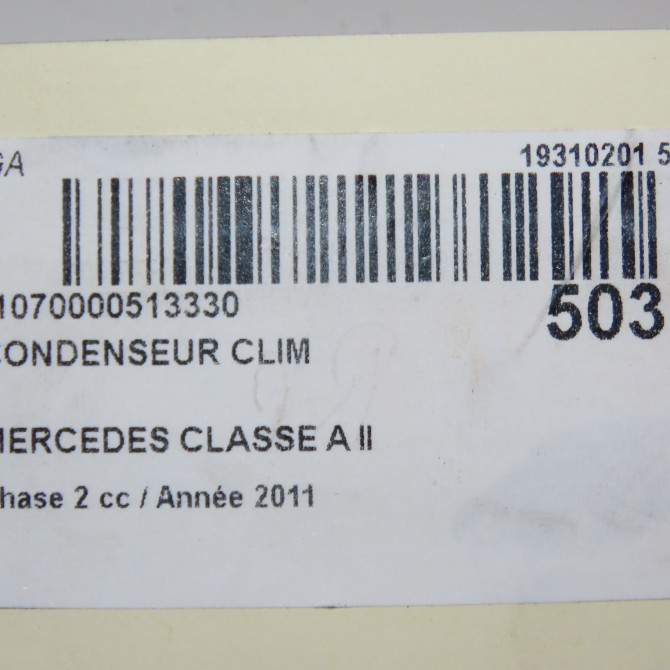 GA 19310201 5
1070000513330 503
CONDENSEUR CLIM
MERCEDES CLASSE A II
hase 2 cc / Année 2011